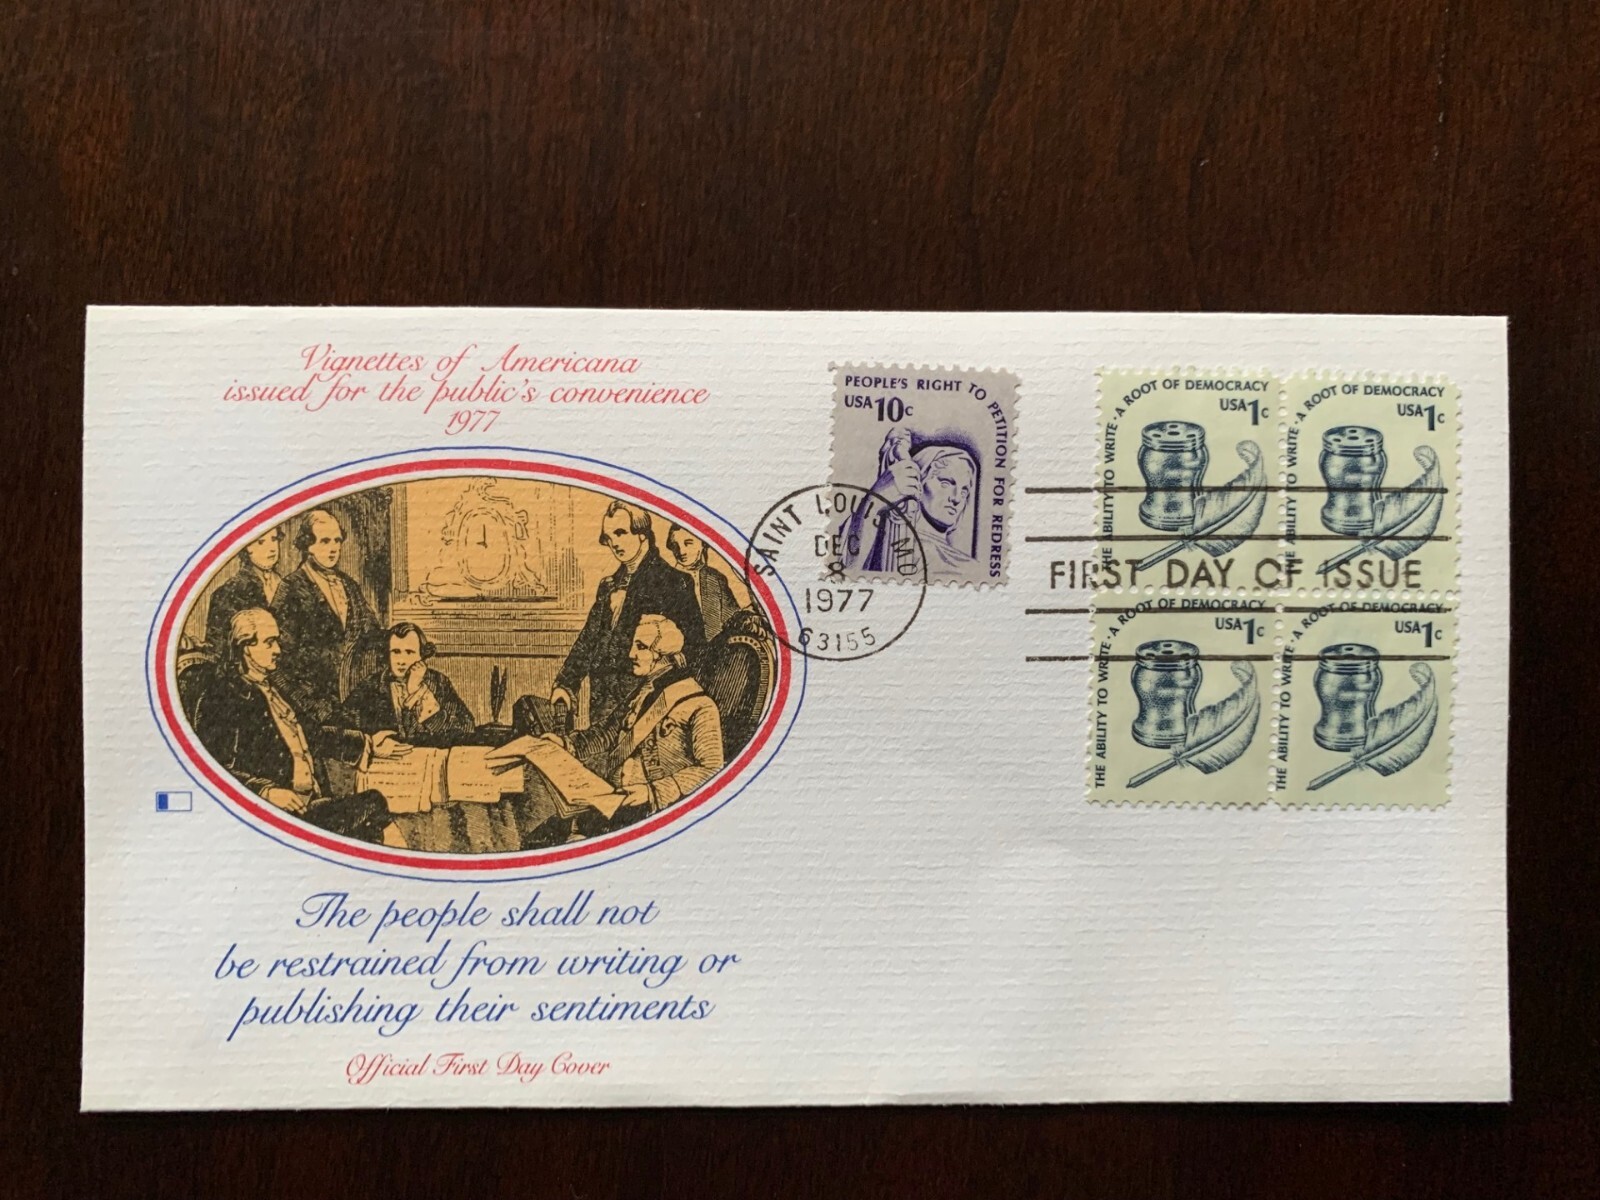 Vignettes of Americana
issued for the public's convenience
1977
PEOPLE'S RIGHT TO PETITION FOR REDRESS
USA 10c
SAINT LOUIS MO
DEC
8
1977
63155
THE ABILITY TO WRITE · A ROOT OF DEMOCRACY
USA 1c
THE ABILITY TO WRITE · A ROOT OF DEMOCRACY
USA 1c
FIRST DAY OF ISSUE
THE ABILITY TO WRITE · A ROOT OF DEMOCRACY
USA 1c
THE ABILITY TO WRITE · A ROOT OF DEMOCRACY
USA 1c
The people shall not
be restrained from writing or
publishing their sentiments
Official First Day Cover